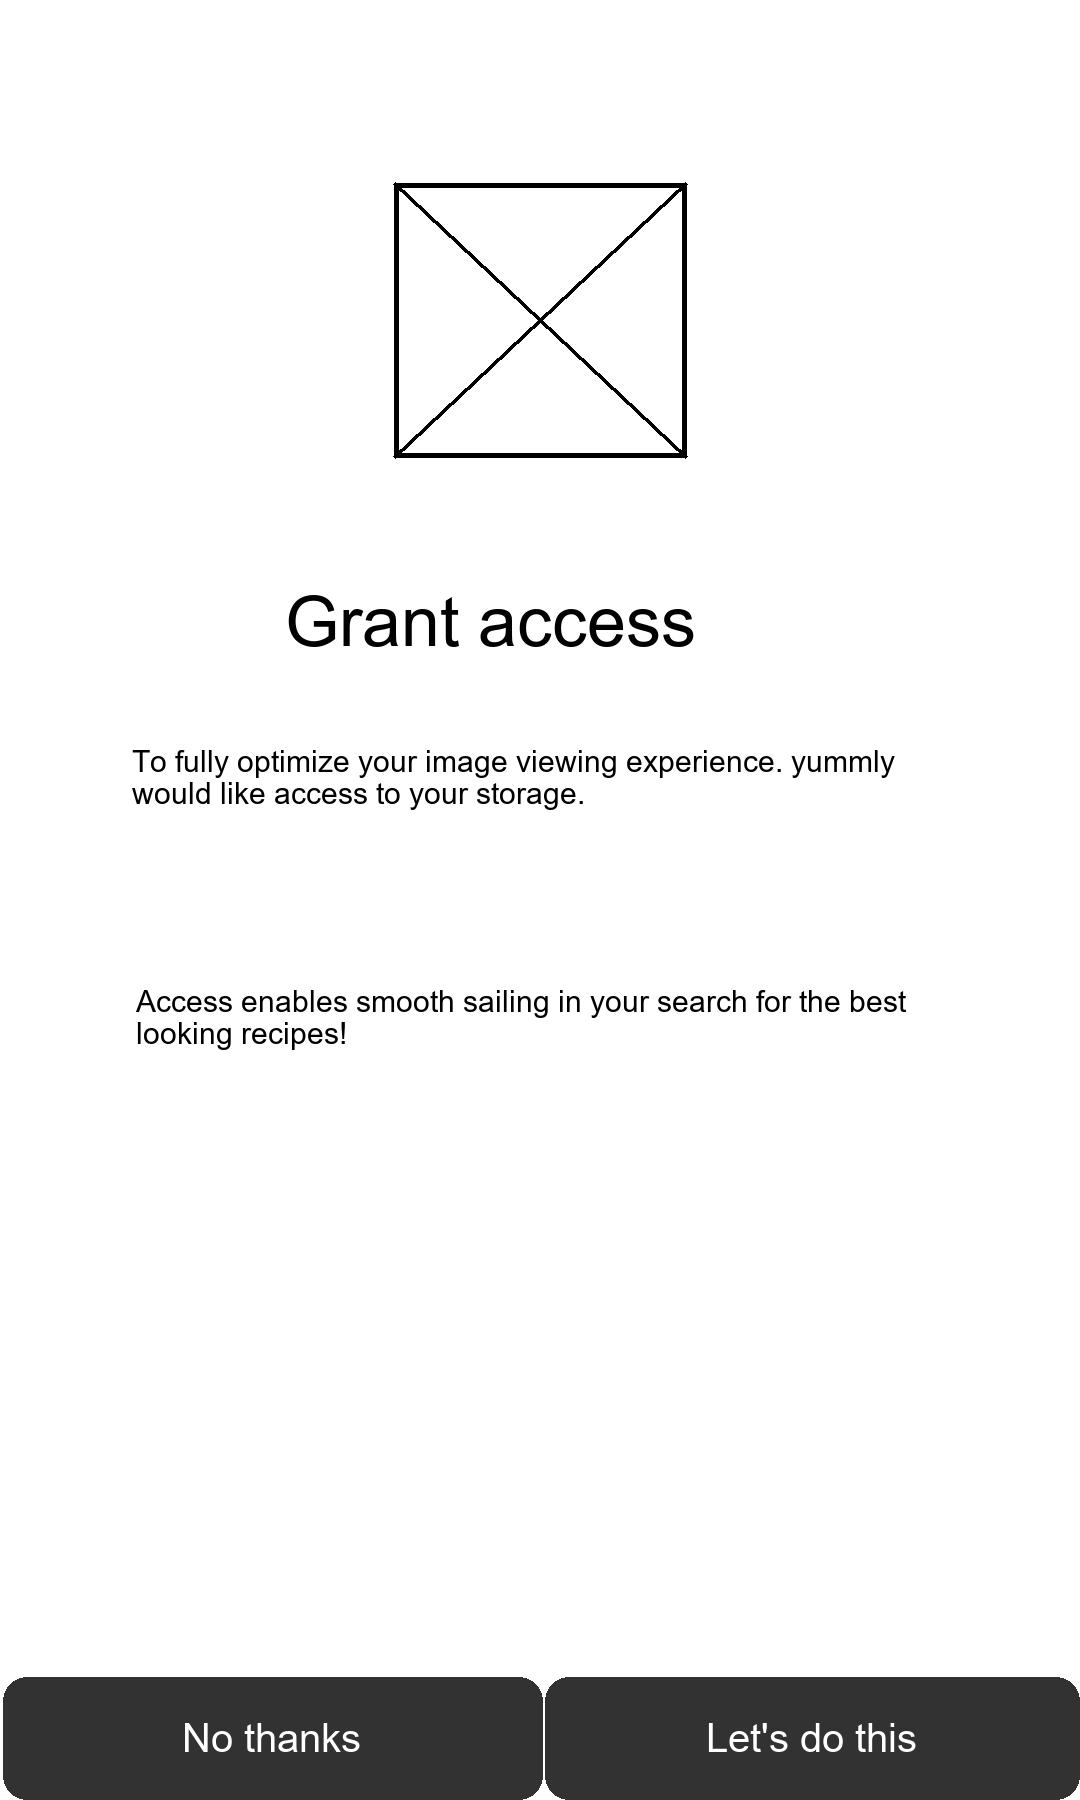 Grant access
To fully optimize your image viewing experience. yummly
would like access to your storage.
Access enables smooth sailing in your search for the best
looking recipes!
No thanks
Let's do this